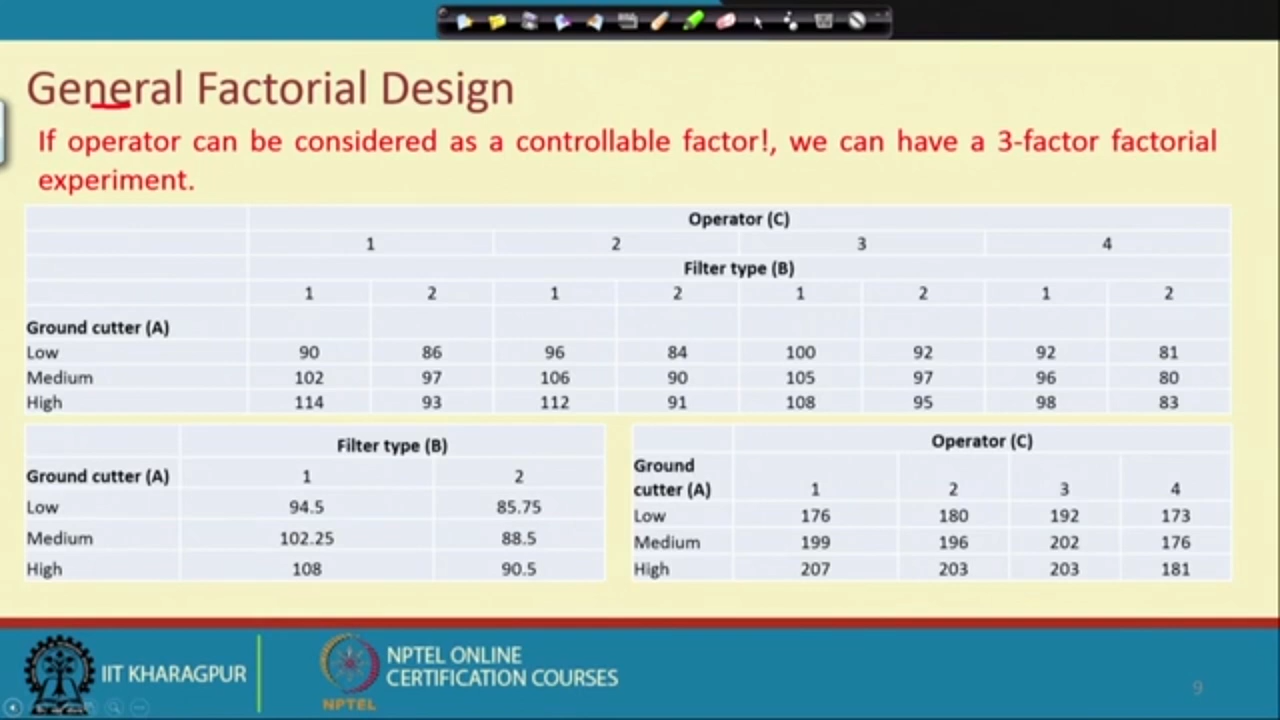 General Factorial Design
If operator can be considered as a controllable factor!, we can have a 3-factor factorial
experiment.
Operator (C)
1 2 3 4
Filter type (B)
1 2 1 2 1 2 1 2
Ground cutter (A)
Low 90 86 96 84 100 92 92 81
Medium 102 97 106 90 105 97 96 80
High 114 93 112 91 108 95 98 83
Filter type (B)
Ground cutter (A) 1 2
Low 94.5 85.75
Medium 102.25 88.5
High 108 90.5
Operator (C)
Ground
cutter (A) 1 2 3 4
Low 176 180 192 173
Medium 199 196 202 176
High 207 203 203 181
IIT KHARAGPUR
NPTEL
NPTEL ONLINE
CERTIFICATION COURSES
9